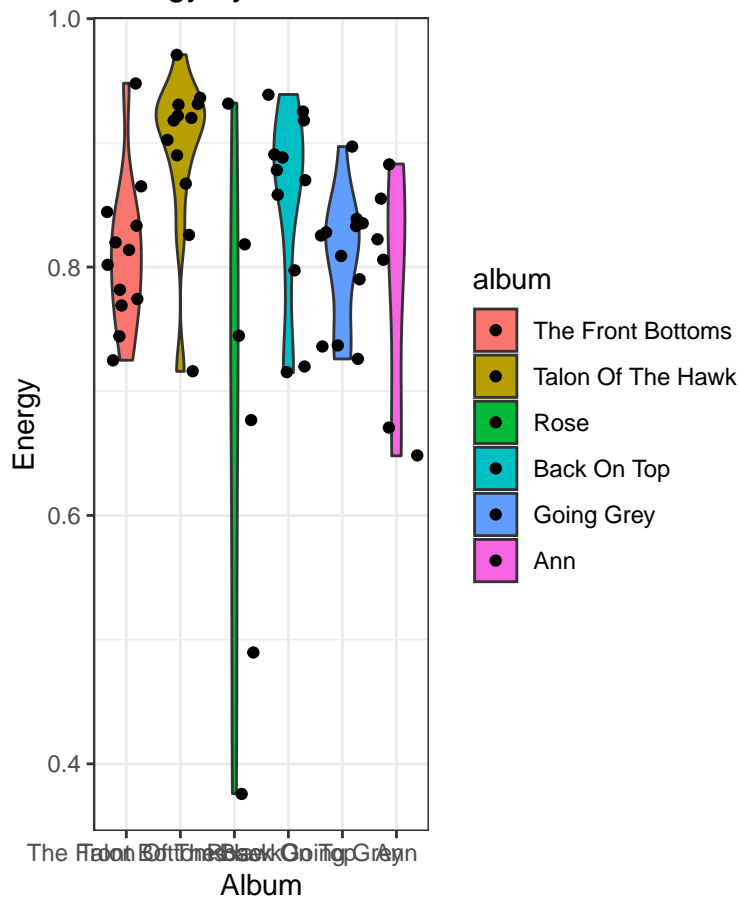 1.0
0.8
0.6
0.4
Energy
Album
album
The Front Bottoms
Talon Of The Hawk
Rose
Back On Top
Going Grey
Ann